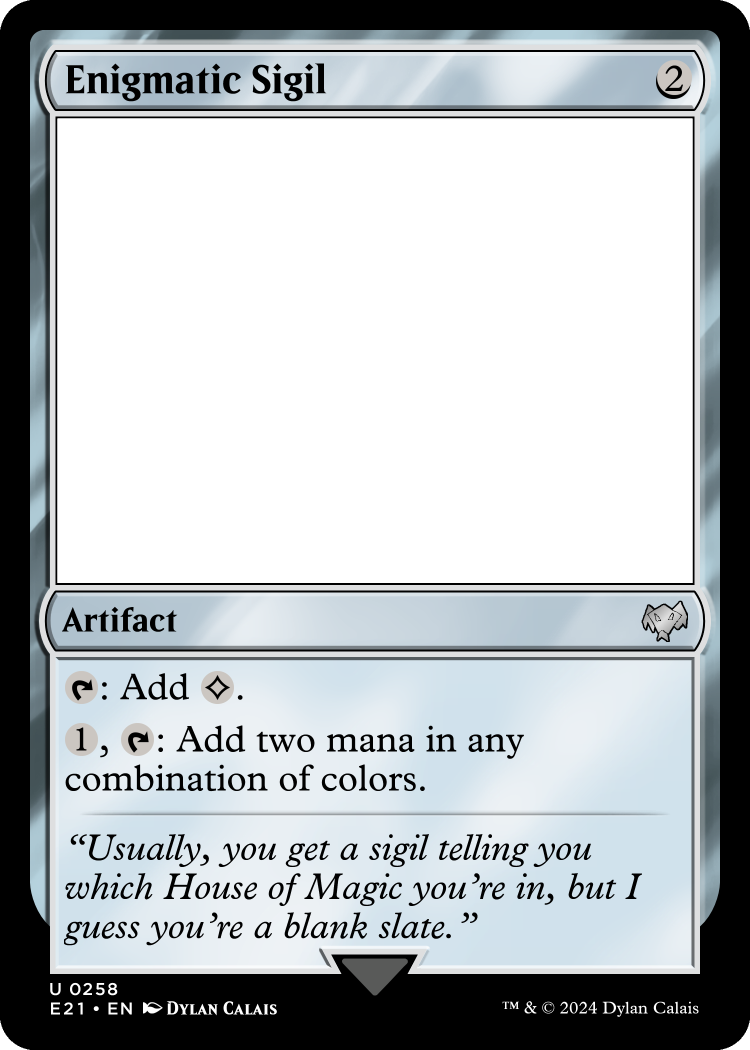 Enigmatic Sigil 2
Artifact
: Add .
1, : Add two mana in any
combination of colors.
“Usually, you get a sigil telling you
which House of Magic you’re in, but I
guess you’re a blank slate.”
U 0258
E21 • EN DYLAN CALAIS
™ & © 2024 Dylan Calais